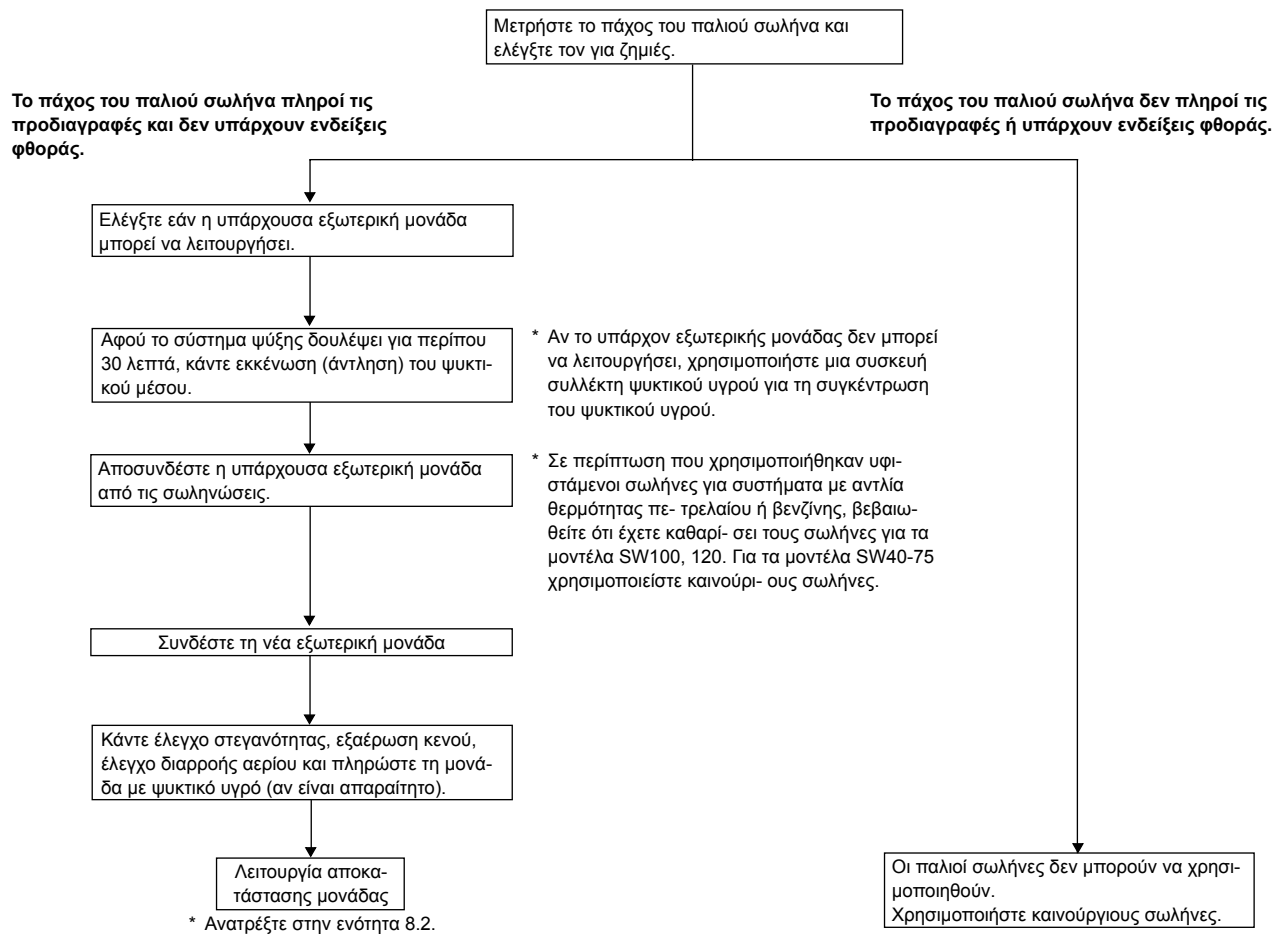 Μετρήστε το πάχος του παλιού σωλήνα και
ελέγξτε τον για ζημιές.
Το πάχος του παλιού σωλήνα πληροί τις
προδιαγραφές και δεν υπάρχουν ενδείξεις
φθοράς.
Το πάχος του παλιού σωλήνα δεν πληροί τις
προδιαγραφές ή υπάρχουν ενδείξεις φθοράς.
Ελέγξτε εάν η υπάρχουσα εξωτερική μονάδα
μπορεί να λειτουργήσει.
Αφού το σύστημα ψύξης δουλέψει για περίπου
30 λεπτά, κάντε εκκένωση (άντληση) του ψυκτι-
κού μέσου.
* Αν το υπάρχον εξωτερικής μονάδας δεν μπορεί
να λειτουργήσει, χρησιμοποιήστε μια συσκευή
συλλέκτη ψυκτικού υγρού για τη συγκέντρωση
του ψυκτικού υγρού.
Αποσυνδέστε η υπάρχουσα εξωτερική μονάδα
από τις σωληνώσεις.
* Σε περίπτωση που χρησιμοποιήθηκαν υφι-
στάμενοι σωλήνες για συστήματα με αντλία
θερμότητας πε- τρελαίου ή βενζίνης, βεβαιω-
θείτε ότι έχετε καθαρί- σει τους σωλήνες για τα
μοντέλα SW100, 120. Για τα μοντέλα SW40-75
χρησιμοποιείστε καινούρι- ους σωλήνες.
Συνδέστε τη νέα εξωτερική μονάδα
Κάντε έλεγχο στεγανότητας, εξαέρωση κενού,
έλεγχο διαρροής αερίου και πληρώστε τη μονά-
δα με ψυκτικό υγρό (αν είναι απαραίτητο).
Λειτουργία αποκα-
τάστασης μονάδας
* Ανατρέξτε στην ενότητα 8.2.
Οι παλιοί σωλήνες δεν μπορούν να χρησι-
μοποιηθούν.
Χρησιμοποιήστε καινούργιους σωλήνες.